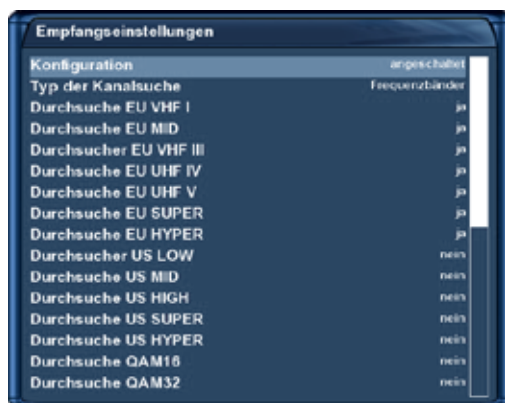 Empfangseinstellungen
Konfiguration angeschaltet
Typ der Kanalsuche Frequenzbänder
Durchsuche EU VHF I ja
Durchsuche EU MID ja
Durchsucher EU VHF III ja
Durchsuche EU UHF IV ja
Durchsuche EU UHF V ja
Durchsuche EU SUPER ja
Durchsuche EU HYPER ja
Durchsucher US LOW nein
Durchsuche US MID nein
Durchsuche US HIGH nein
Durchsuche US SUPER nein
Durchsuche US HYPER nein
Durchsuche QAM16 nein
Durchsuche QAM32 nein